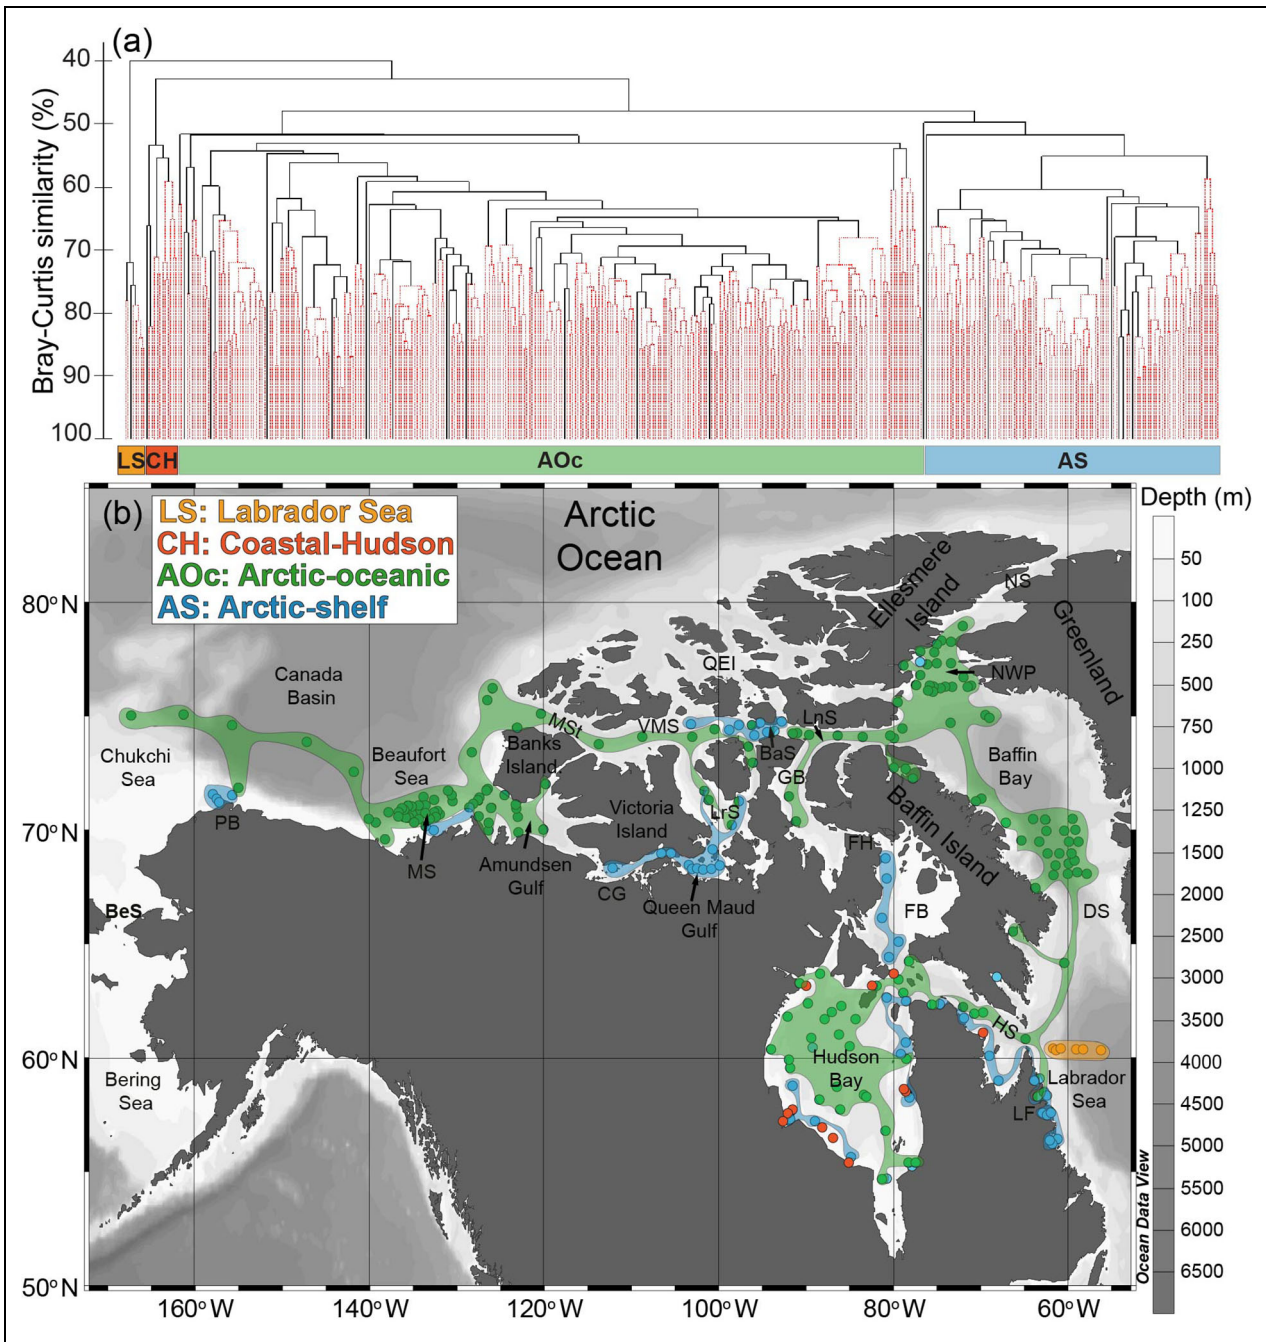 (a)
Bray-Curtis similarity (%)
40
50
60
70
80
90
100
LS
CH
AOc
AS
(b)
LS: Labrador Sea
CH: Coastal-Hudson
AOc: Arctic-oceanic
AS: Arctic-shelf
Arctic
Ocean
Depth (m)
50
100
250
500
750
1000
1250
1500
2000
2500
3000
3500
4000
4500
5000
5500
6000
6500
80°N
70°N
60°N
50°N
160°W
140°W
120°W
100°W
80°W
60°W
Ellesmere
Island
NS
Greenland
QEI
NWP
Canada
Basin
MSt
VMS
LnS
Chukchi
Sea
Beaufort
Sea
Banks
Island
BaS
GB
Baffin
Bay
PB
Victoria
Island
LrS
Baffin Island
MS
Amundsen
Gulf
CG
Queen Maud
Gulf
FH
FB
DS
BeS
HS
Hudson
Bay
Bering
Sea
Labrador
Sea
LF
Ocean Data View